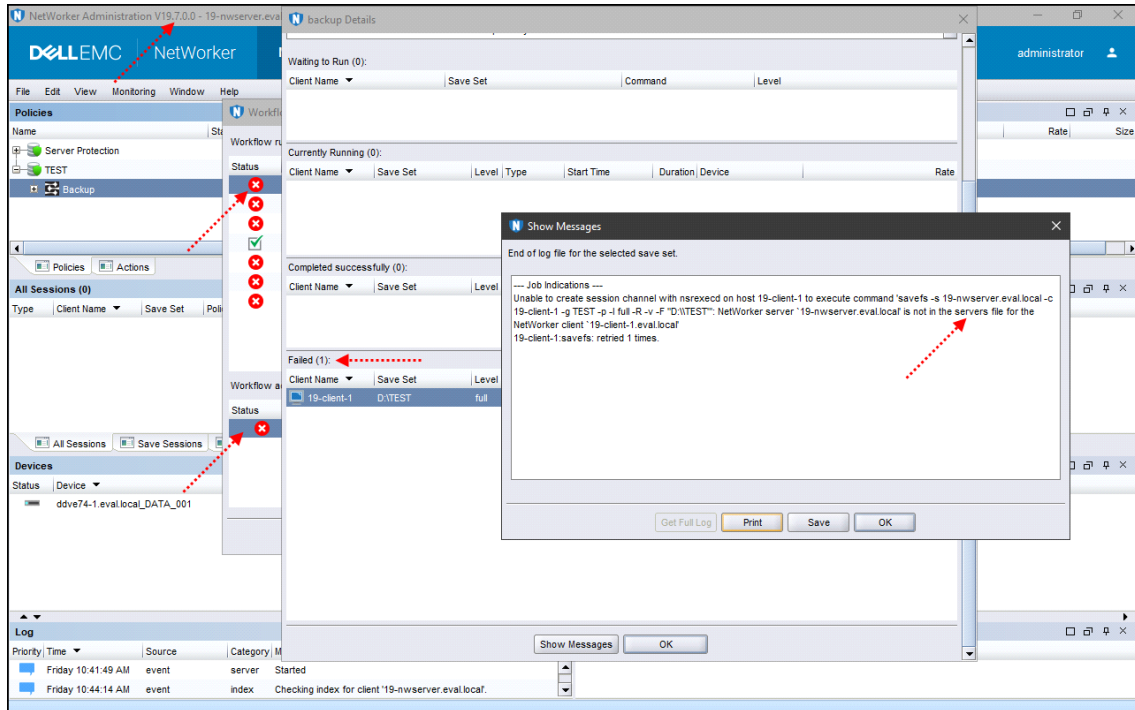 NetWorker Administration V19.7.0.0 - 19-nwserver.eva
backup Details
DELLEMC NetWorker
administrator
File Edit View Monitoring Window Help
Policies
Name
Server Protection
TEST
Backup
Policies Actions
All Sessions (0)
Type Client Name Save Set Poli
All Sessions Save Sessions
Devices
Status Device
ddve74-1.eval.local_DATA_001
Workflo
Workflow ru
Status
Workflow a
Status
Waiting to Run (0):
Client Name Save Set Command Level
Currently Running (0):
Client Name Save Set Level Type Start Time Duration Device Rate
Completed successfully (0):
Client Name Save Set Level
Failed (1):
Client Name Save Set Level
19-client-1 D:\TEST full
Show Messages OK
Rate Size
Show Messages
End of log file for the selected save set.
--- Job Indications ---
Unable to create session channel with nsrexecd on host 19-client-1 to execute command 'savefs -s 19-nwserver.eval.local -c
19-client-1 -g TEST -p -l full -R -v -F "D:\\TEST"': NetWorker server `19-nwserver.eval.local' is not in the servers file for the
NetWorker client `19-client-1.eval.local'
19-client-1:savefs: retried 1 times.
Get Full Log Print Save OK
Log
Priority Time Source Category M
Friday 10:41:49 AM event server Started
Friday 10:44:14 AM event index Checking index for client '19-nwserver.eval.local'.